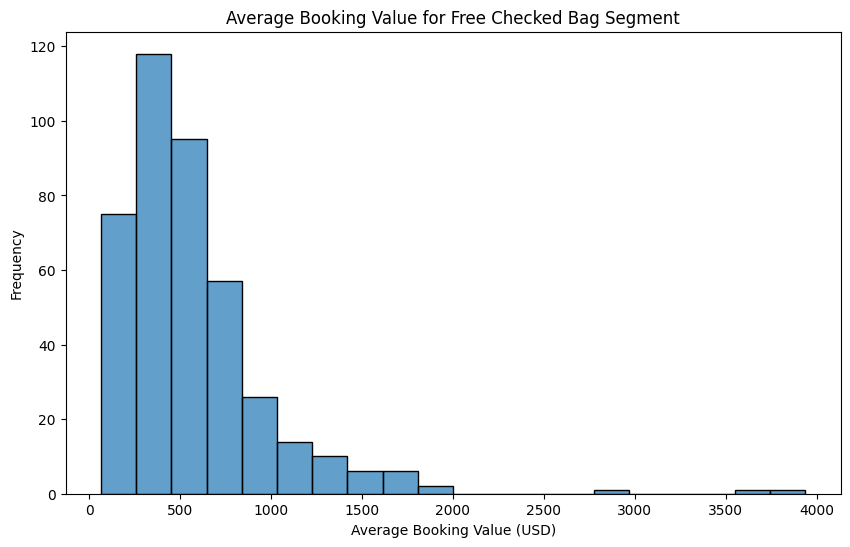 Average Booking Value for Free Checked Bag Segment
120
100
80
60
40
20
0
Frequency
0 500 1000 1500 2000 2500 3000 3500 4000
Average Booking Value (USD)